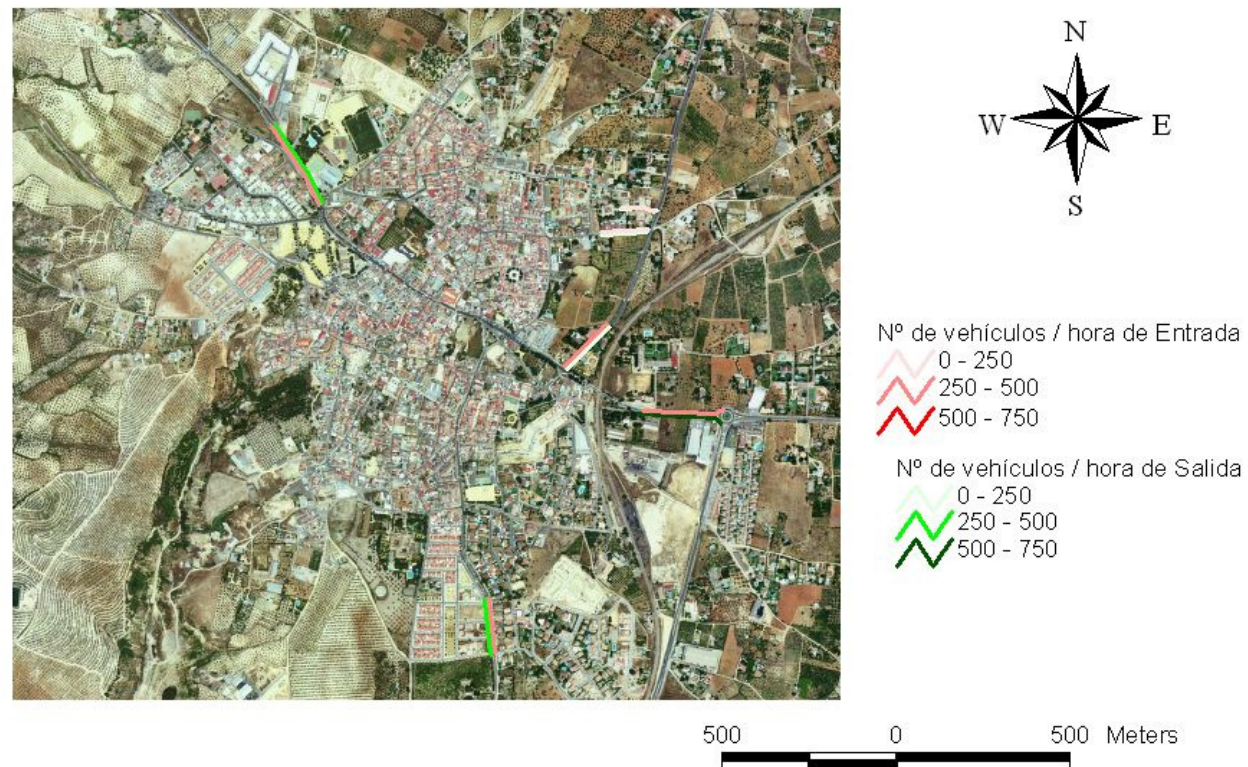 N
W E
S
Nº de vehículos / hora de Entrada
0 - 250
250 - 500
500 - 750
Nº de vehículos / hora de Salida
0 - 250
250 - 500
500 - 750
500 0 500 Meters